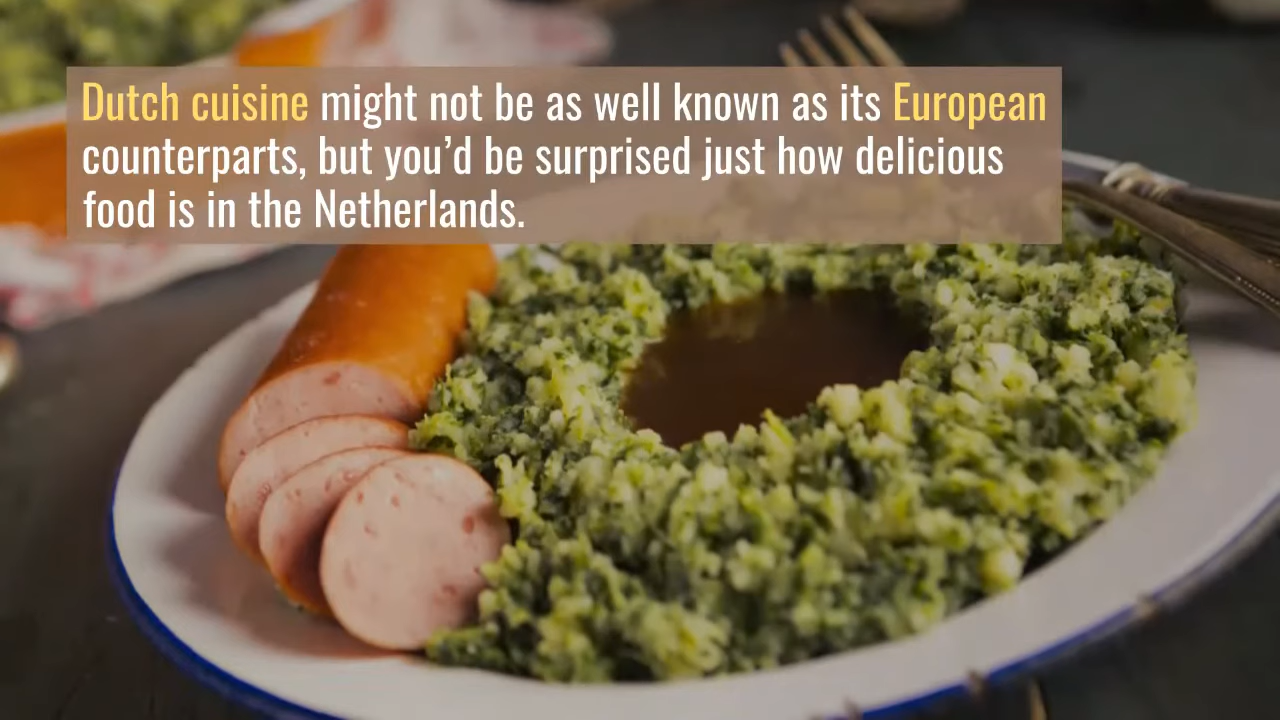 Dutch cuisine might not be as well known as its European
counterparts, but you’d be surprised just how delicious
food is in the Netherlands.